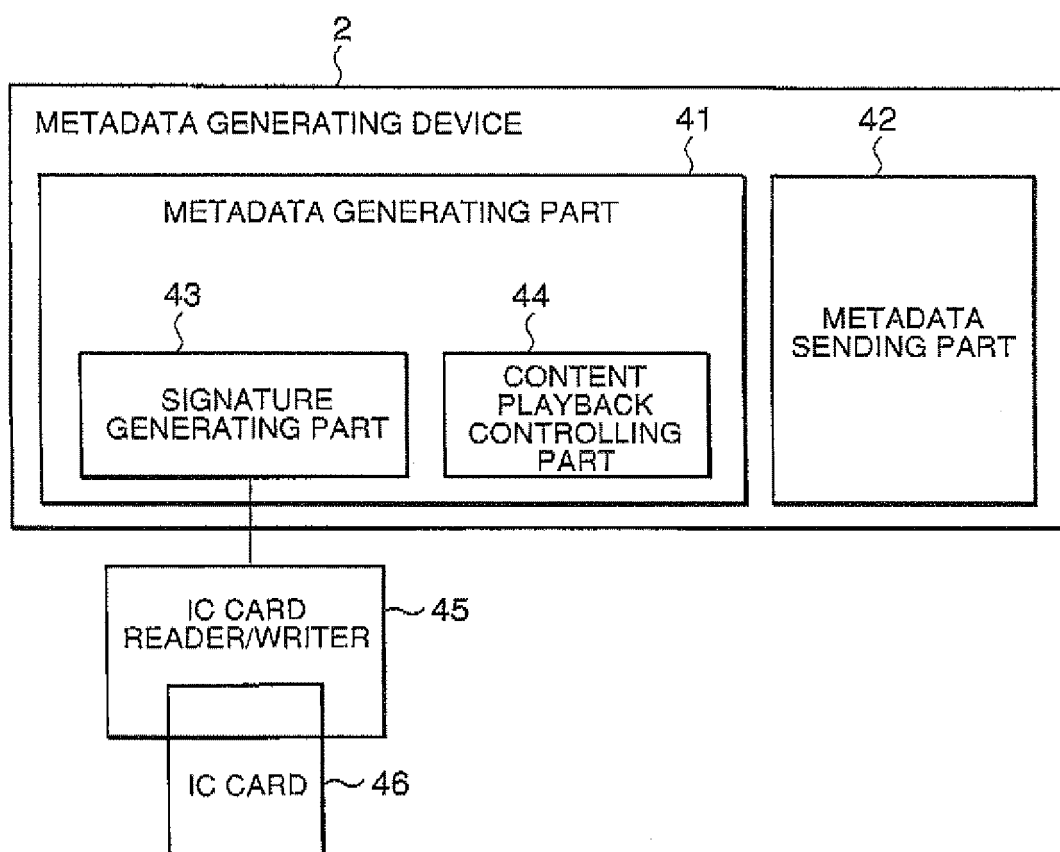 2
METADATA GENERATING DEVICE
41
42
METADATA GENERATING PART
43
44
SIGNATURE
GENERATING PART
CONTENT
PLAYBACK
CONTROLLING
PART
METADATA
SENDING PART
IC CARD
READER/WRITER
45
IC CARD
46